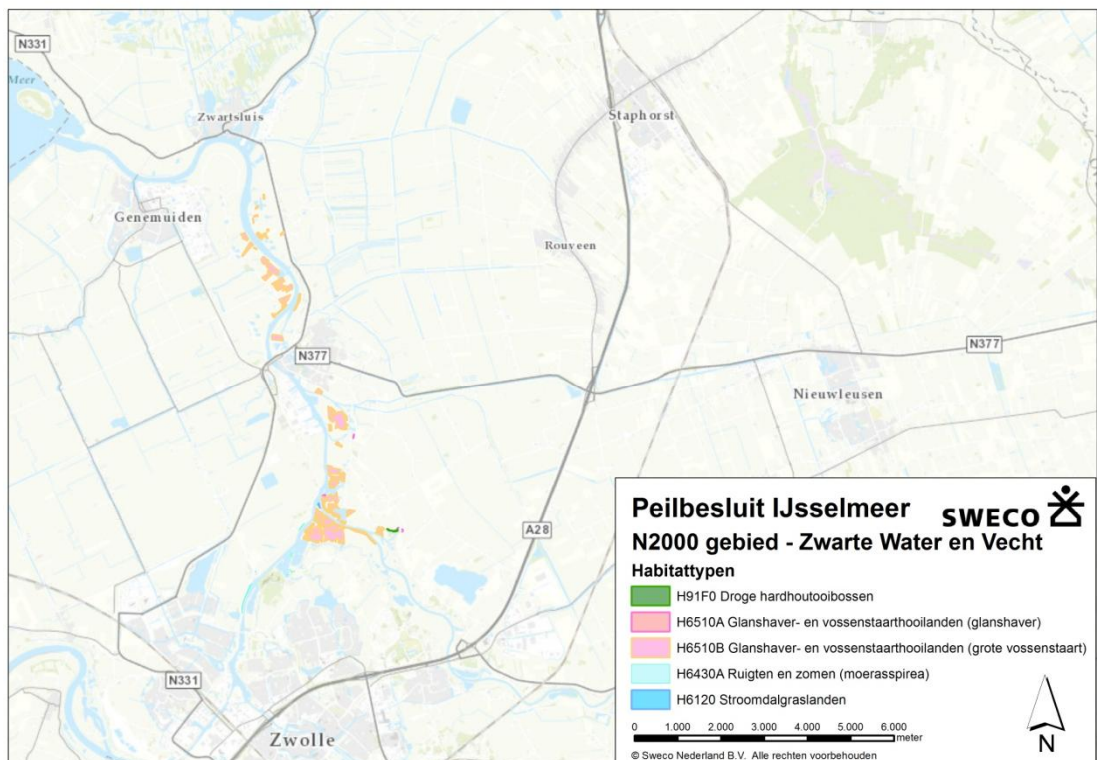 N331
Meer
Zwartsluis
Staphorst
Genemuiden
Rouveen
N377
N377
Nieuwleusen
A28
N331
Zwolle
Peilbesluit IJsselmeer
SWECO
N2000 gebied - Zwarte Water en Vecht
Habitattypen
H91F0 Droge hardhoutooibossen
H6510A Glanshaver- en vossenstaarthooilanden (glanshaver)
H6510B Glanshaver- en vossenstaarthooilanden (grote vossenstaart)
H6430A Ruigten en zomen (moerasspirea)
H6120 Stroomdalgraslanden
0 1.000 2.000 3.000 4.000 5.000 6.000
meter
N
© Sweco Nederland B.V. Alle rechten voorbehouden